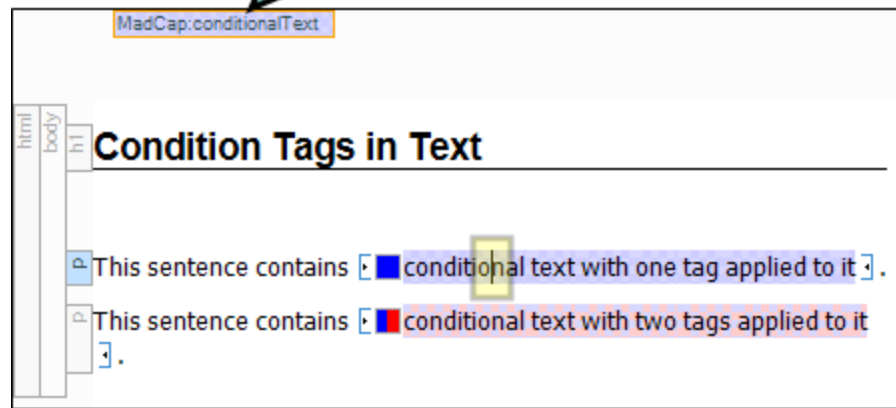 MadCap:conditionalText
html
body
h1
Condition Tags in Text
p
This sentence contains conditional text with one tag applied to it .
p
This sentence contains conditional text with two tags applied to it
.